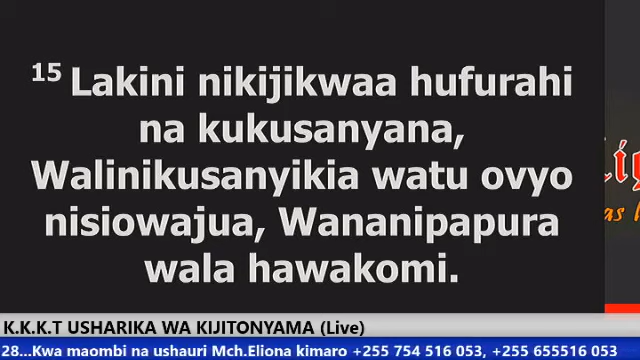 15 Lakini nikijikwaa hufurahi
na kukusanyana,
Walinikusanyikia watu ovyo
nisiowajua, Wananipapura
wala hawakomi.
K.K.K.T USHARIKA WA KIJITONYAMA (Live)
28...Kwa maombi na ushauri Mch.Eliona kimaro +255 754 516 053, +255 655516 053